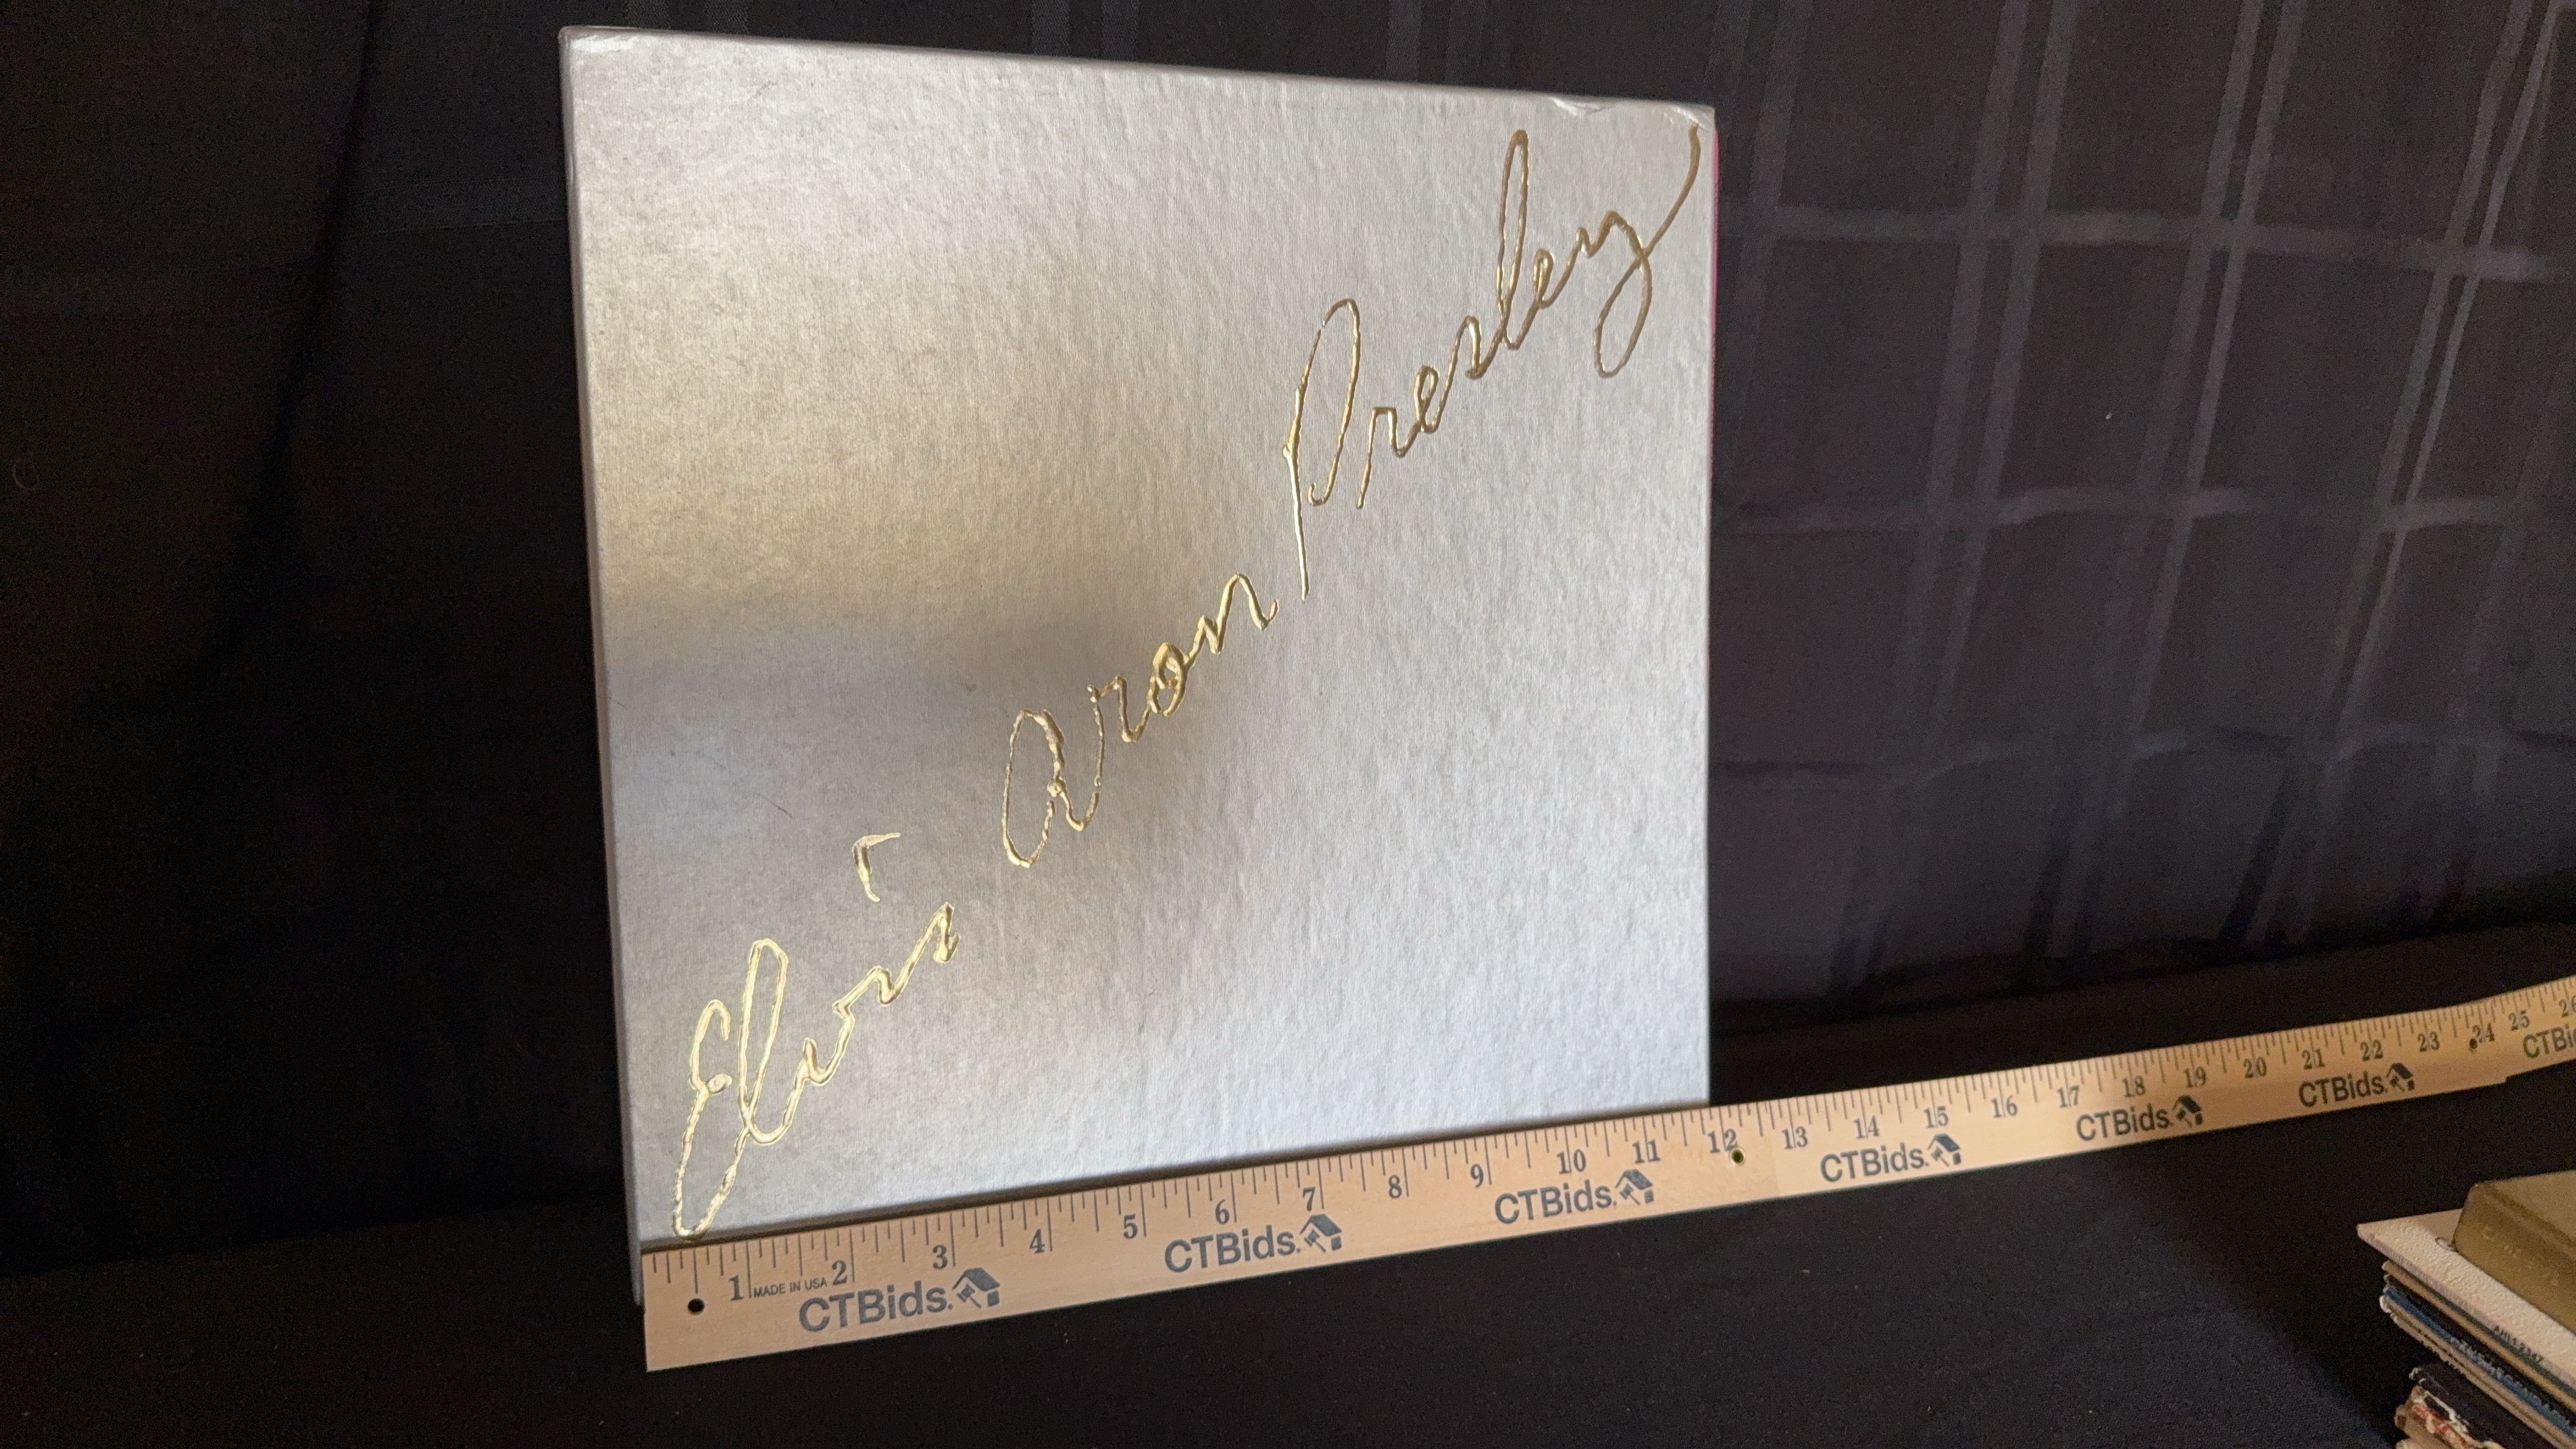 Elvis Aron Presley
1 MADE IN USA 2 3 4 5 6 7 8 9 10 11 12 13 14 15 16 17 18 19 20 21 22 23 24 25
CTBids. CTBids. CTBids. CTBids. CTBids. CTBids.